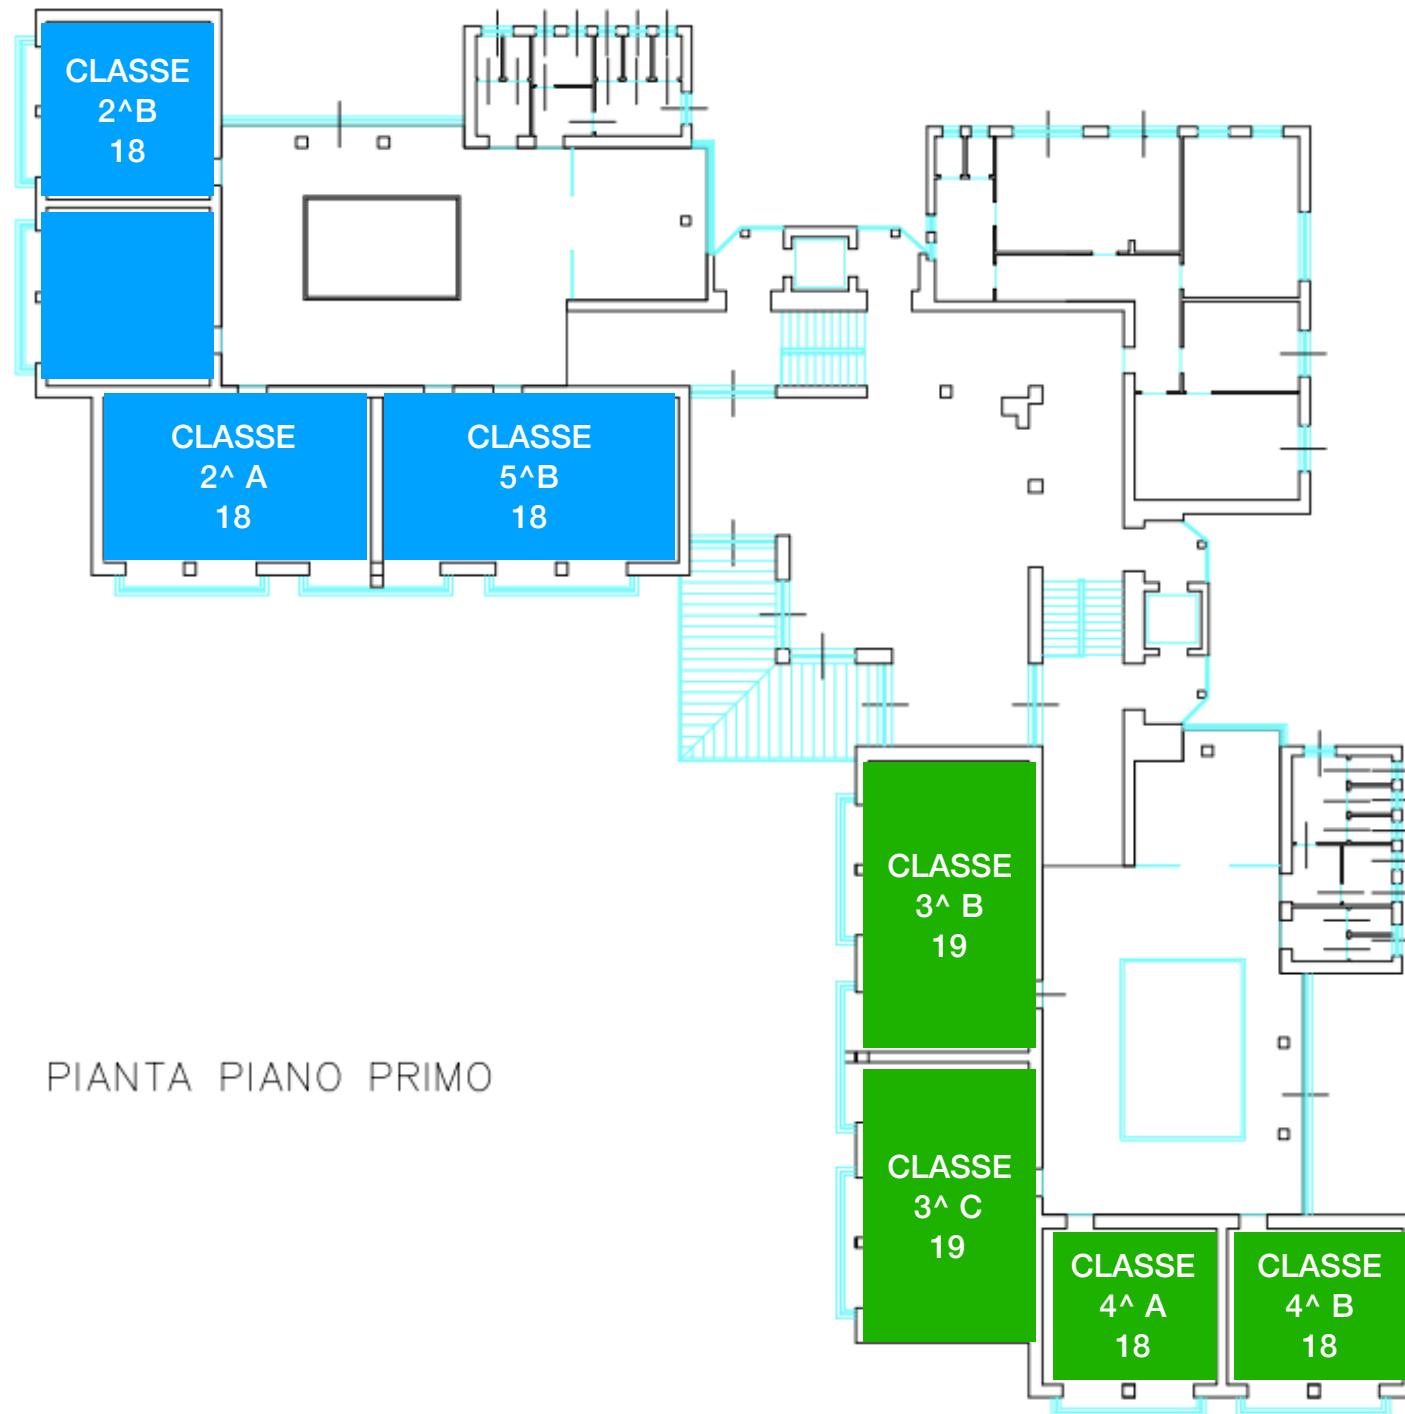 CLASSE
2^B
18
CLASSE
2^ A
18
CLASSE
5^B
18
CLASSE
3^ B
19
PIANTA PIANO PRIMO
CLASSE
3^ C
19
CLASSE
4^ A
18
CLASSE
4^ B
18